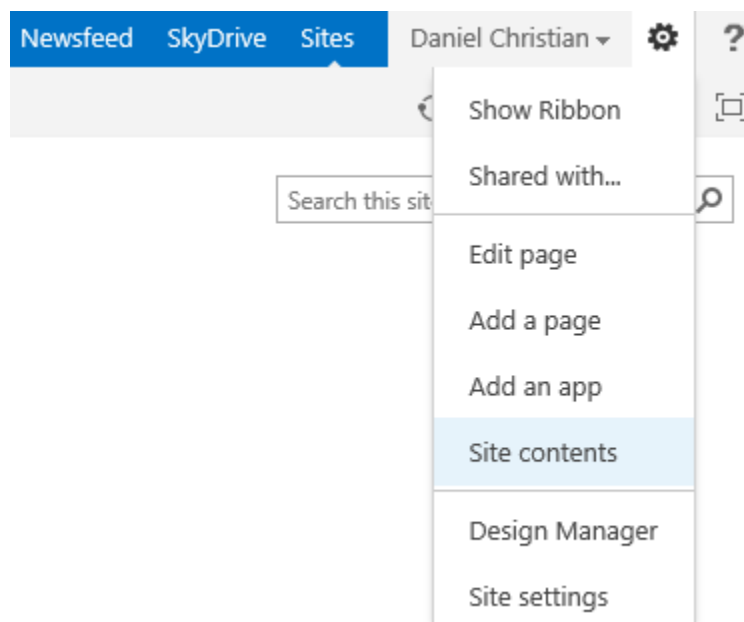 Newsfeed SkyDrive Sites Daniel Christian ?
Show Ribbon
Shared with...
Search this sit
Edit page
Add a page
Add an app
Site contents
Design Manager
Site settings